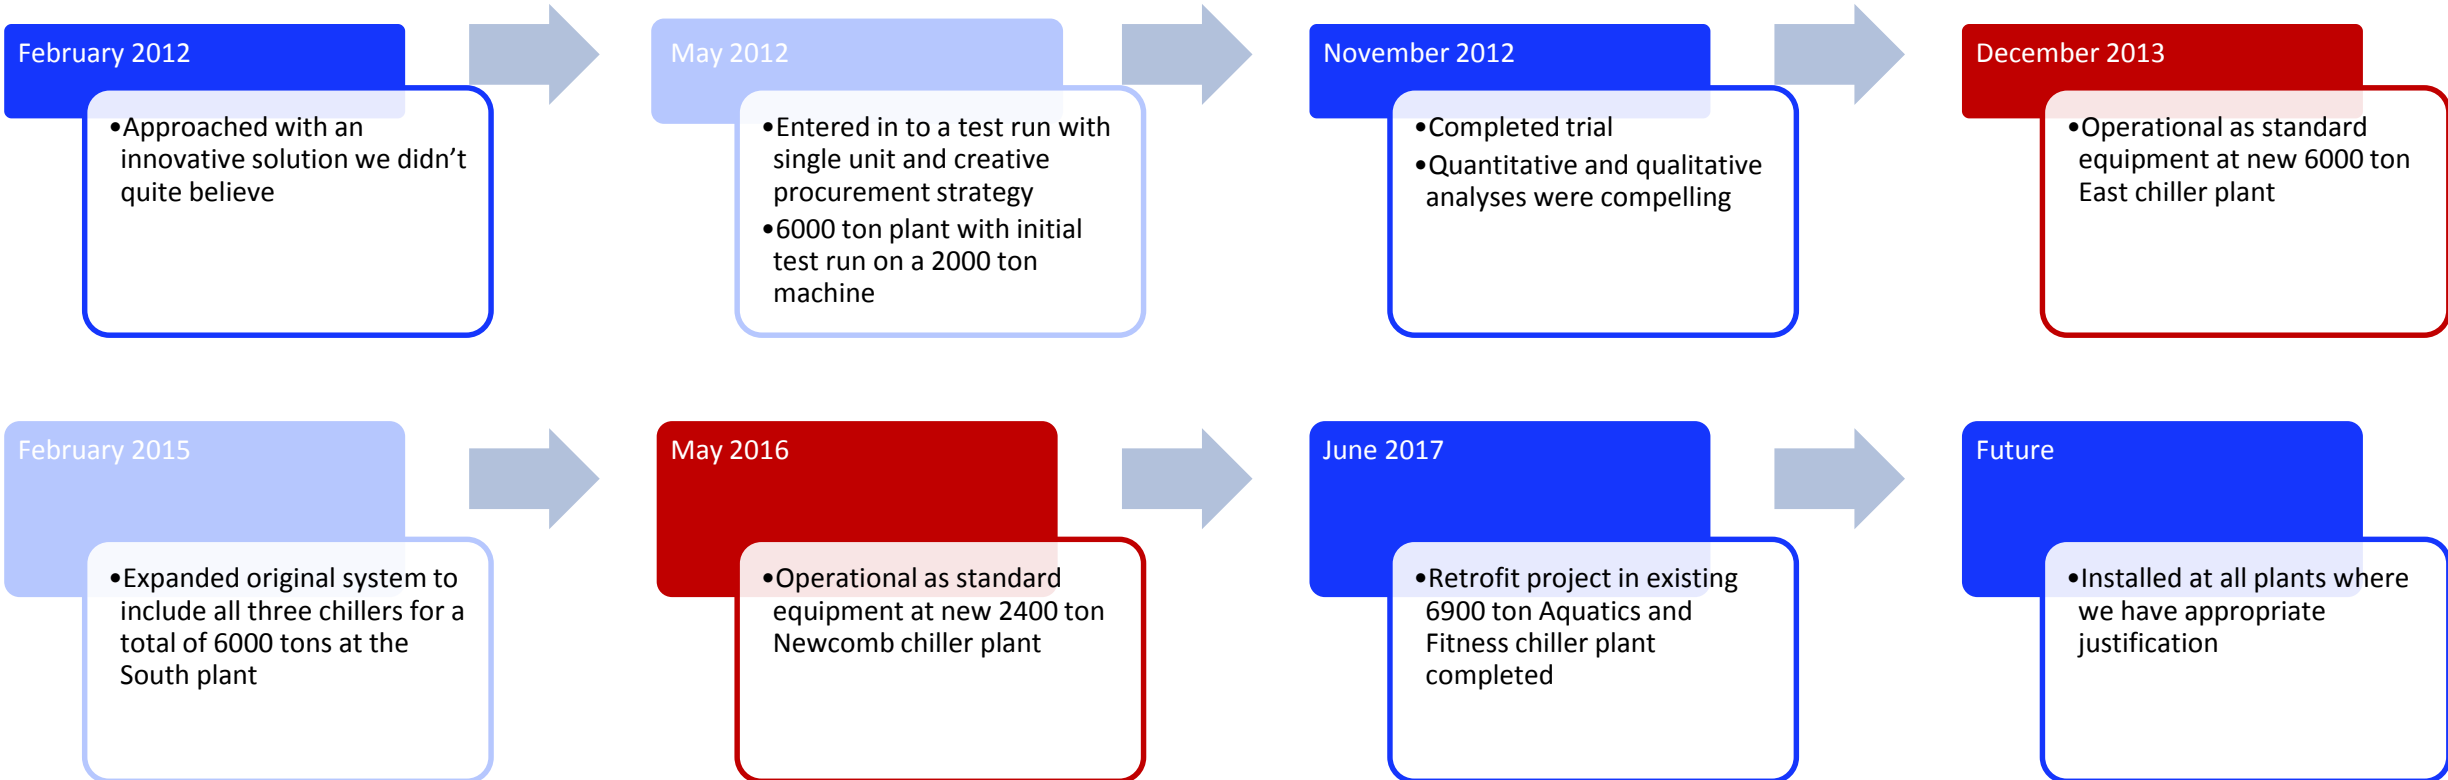 February 2012
•Approached with an
innovative solution we didn’t
quite believe
May 2012
•Entered in to a test run with
single unit and creative
procurement strategy
•6000 ton plant with initial
test run on a 2000 ton
machine
November 2012
•Completed trial
•Quantitative and qualitative
analyses were compelling
December 2013
•Operational as standard
equipment at new 6000 ton
East chiller plant
February 2015
•Expanded original system to
include all three chillers for a
total of 6000 tons at the
South plant
May 2016
•Operational as standard
equipment at new 2400 ton
Newcomb chiller plant
June 2017
•Retrofit project in existing
6900 ton Aquatics and
Fitness chiller plant
completed
Future
•Installed at all plants where
we have appropriate
justification